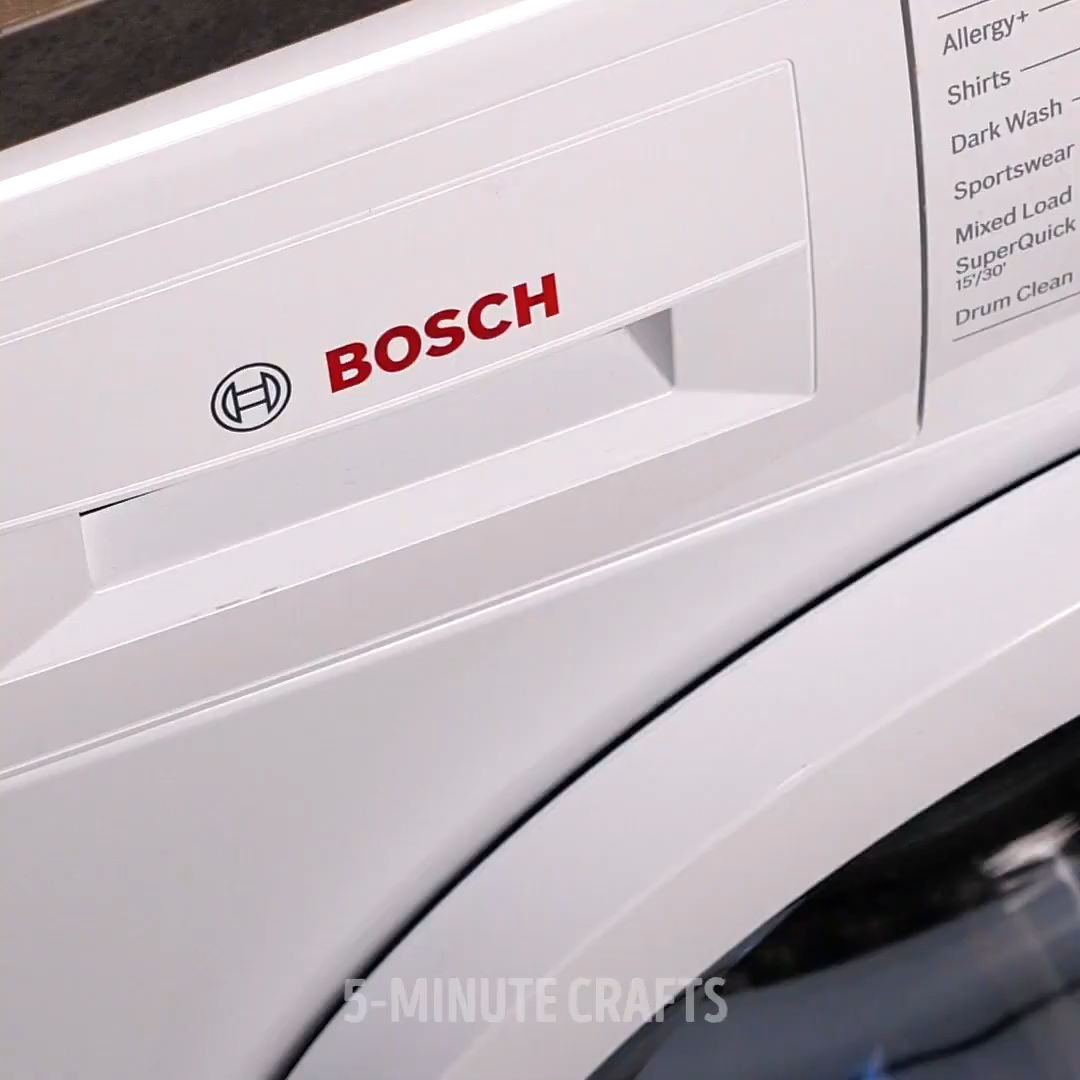 BOSCH
Allergy+
Shirts
Dark Wash
Sportswear
Mixed Load
SuperQuick
15'/30'
Drum Clean
5-MINUTE CRAFTS